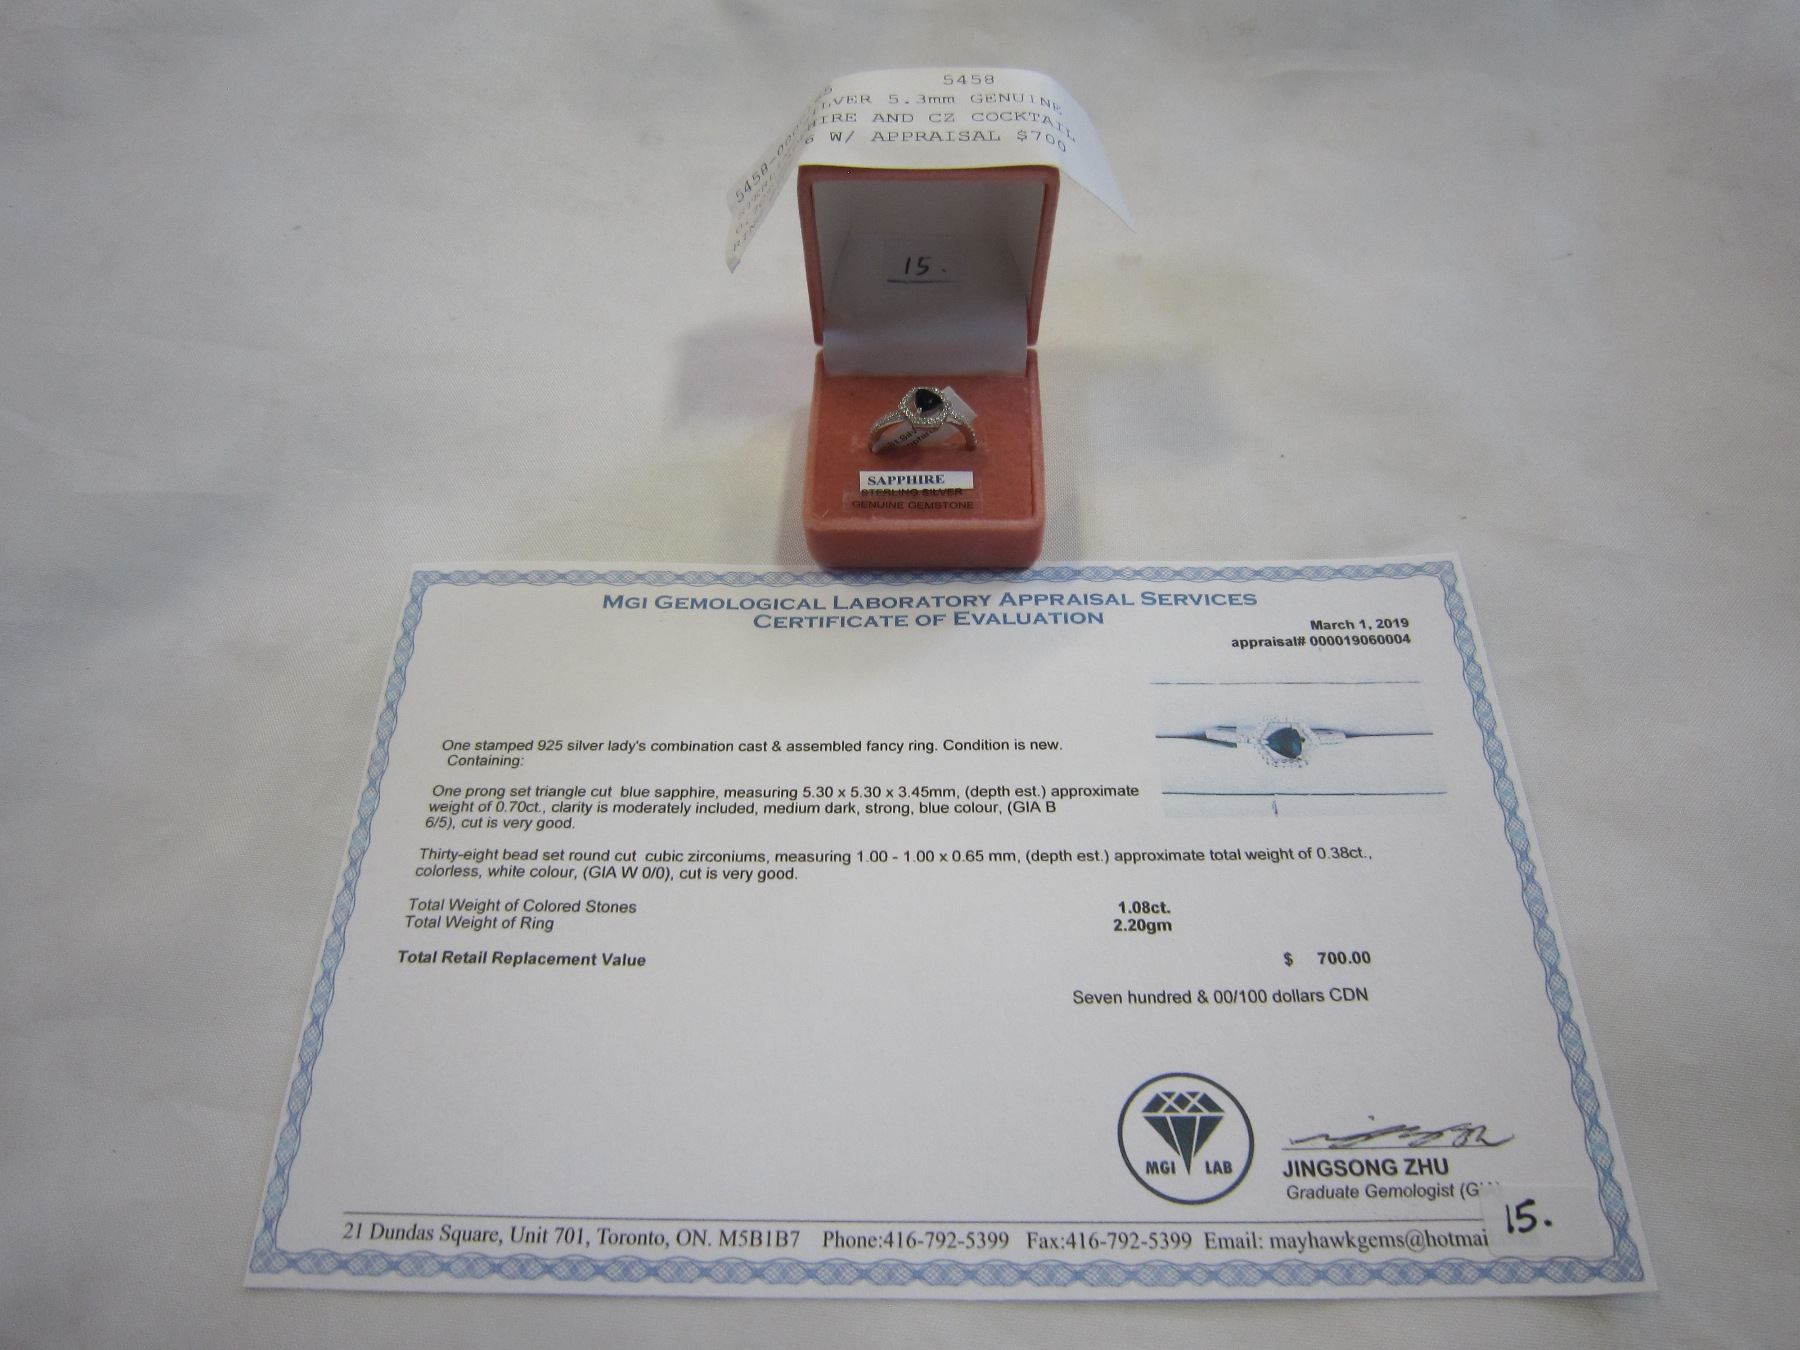 5458
LVER 5.3mm GENUINE
HIRE AND CZ COCKTAIL
6 W/ APPRAISAL $700
15.
SAPPHIRE
STERLING SILVER
GENUINE GEMSTONE
MGI GEMOLOGICAL LABORATORY APPRAISAL SERVICES
CERTIFICATE OF EVALUATION
March 1, 2019
appraisal# 000019060004
One stamped 925 silver lady's combination cast & assembled fancy ring. Condition is new.
Containing:
One prong set triangle cut blue sapphire, measuring 5.30 x 5.30 x 3.45mm, (depth est.) approximate
weight of 0.70ct., clarity is moderately included, medium dark, strong, blue colour, (GIA B
6/5), cut is very good.
Thirty-eight bead set round cut cubic zirconiums, measuring 1.00 - 1.00 x 0.65 mm, (depth est.) approximate total weight of 0.38ct.,
colorless, white colour, (GIA W 0/0), cut is very good.
Total Weight of Colored Stones 1.08ct.
Total Weight of Ring 2.20gm
Total Retail Replacement Value $ 700.00
Seven hundred & 00/100 dollars CDN
MGI LAB
JINGSONG ZHU
Graduate Gemologist (G
15.
21 Dundas Square, Unit 701, Toronto, ON. M5B1B7 Phone:416-792-5399 Fax:416-792-5399 Email: mayhawkgems@hotmai